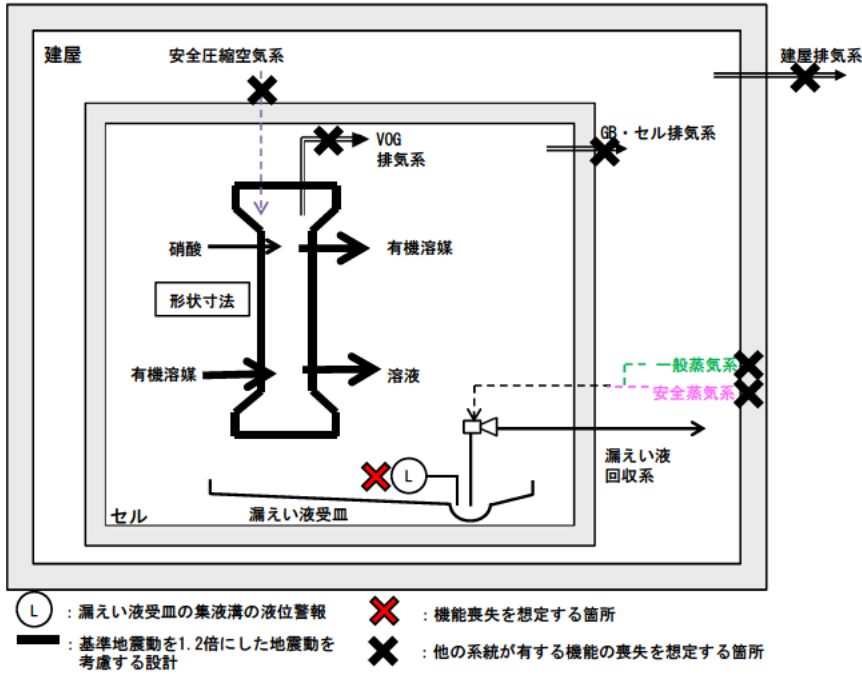 建屋
安全圧縮空気系
建屋排気系
VOG
排気系
GB・セル排気系
硝酸
有機溶媒
形状寸法
有機溶媒
溶液
一般蒸気系
安全蒸気系
漏えい液
回収系
L
漏えい液受皿
セル
L
:漏えい液受皿の集液溝の液位警報
:機能喪失を想定する箇所
:基準地震動を1.2倍にした地震動を
考慮する設計
:他の系統が有する機能の喪失を想定する箇所